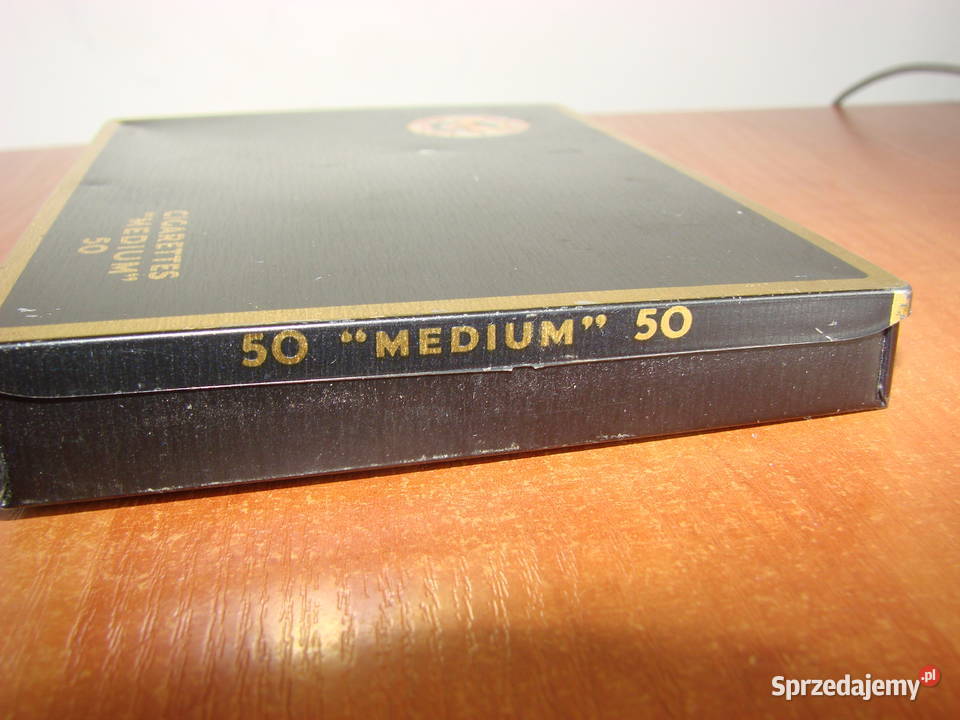 CIGARETTES
"MEDIUM"
50
50 “MEDIUM” 50
Sprzedajemy.pl